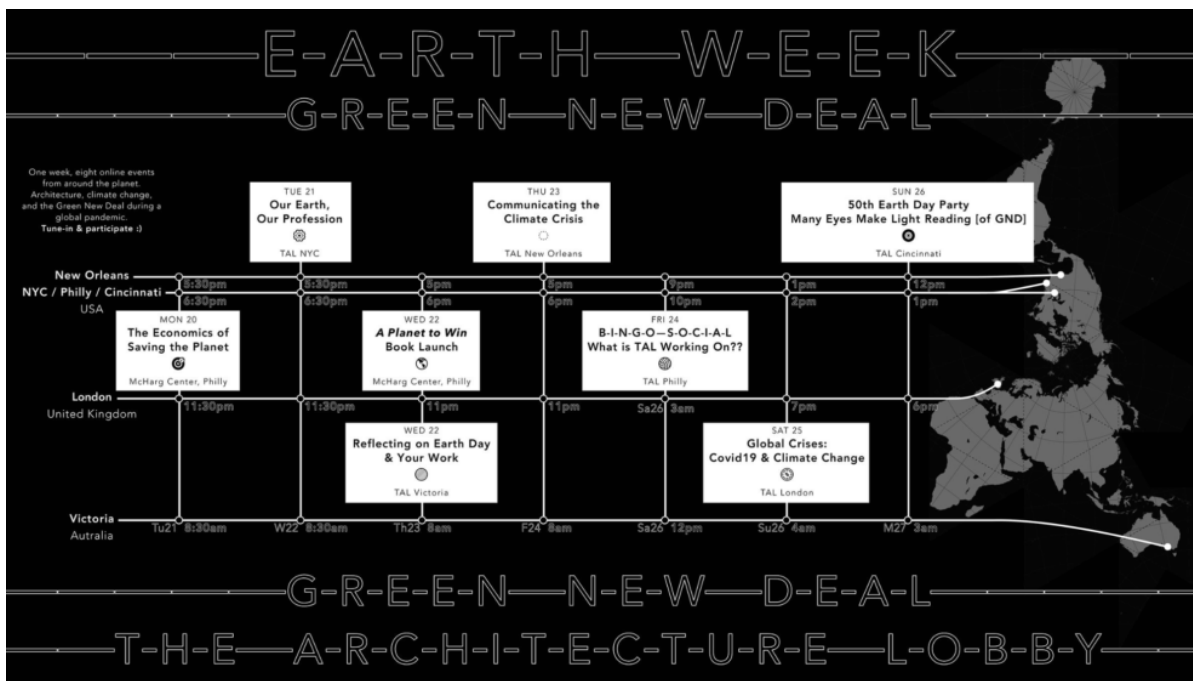 E-A-R-T-H W-E-E-K
G-R-E-E-N N-E-W D-E-A-L
One week, eight online events
from around the planet.
Architecture, climate change,
and the Green New Deal during a
global pandemic.
Tune-in & participate :)
TUE 21
Our Earth,
Our Profession
TAL NYC
THU 23
Communicating the
Climate Crisis
TAL New Orleans
SUN 26
50th Earth Day Party
Many Eyes Make Light Reading [of GND]
TAL Cincinnati
New Orleans
5:30pm 5:30pm 5pm 5pm 9pm 1pm 12pm
NYC / Philly / Cincinnati
USA
6:30pm 6:30pm 6pm 6pm 10pm 2pm 1pm
MON 20
The Economics of
Saving the Planet
McHarg Center, Philly
WED 22
A Planet to Win
Book Launch
McHarg Center, Philly
FRI 24
B-I-N-G-O—S-O-C-I-A-L
What is TAL Working On??
TAL Philly
London
United Kingdom
11:30pm 11:30pm 11pm 11pm Sa26 3am 7pm 6pm
WED 22
Reflecting on Earth Day
& Your Work
TAL Victoria
SAT 25
Global Crises:
Covid19 & Climate Change
TAL London
Victoria
Autralia
Tu21 8:30am W22 8:30am Th23 8am F24 8am Sa26 12pm Su26 4am M27 3am
G-R-E-E-N N-E-W D-E-A-L
T-H-E A-R-C-H-I-T-E-C-T-U-R-E L-O-B-B-Y